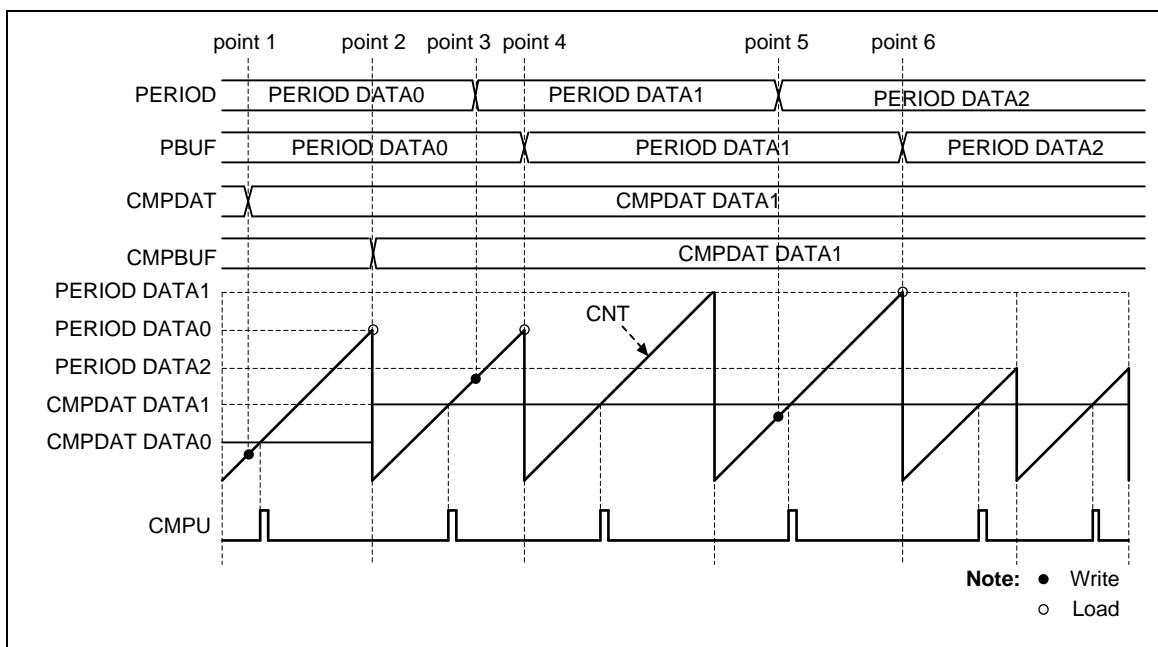 point 1 point 2 point 3 point 4 point 5 point 6
PERIOD PERIOD DATA0 PERIOD DATA1 PERIOD DATA2
PBUF PERIOD DATA0 PERIOD DATA1 PERIOD DATA2
CMPDAT CMPDAT DATA1
CMPBUF CMPDAT DATA1
PERIOD DATA1
CNT
PERIOD DATA0
PERIOD DATA2
CMPDAT DATA1
CMPDAT DATA0
CMPU
Note: ● Write
○ Load